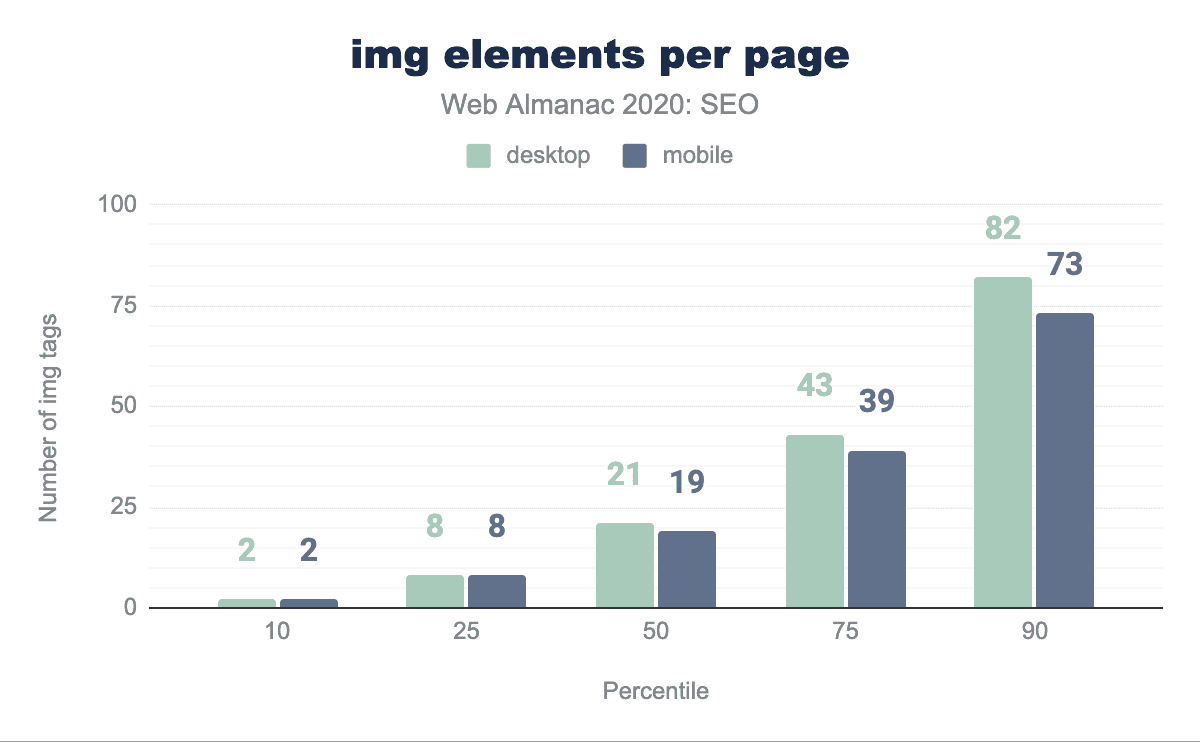 img elements per page
Web Almanac 2020: SEO
desktop mobile
Number of img tags
100
75
50
25
0
2 2
8 8
21 19
43 39
82 73
10 25 50 75 90
Percentile